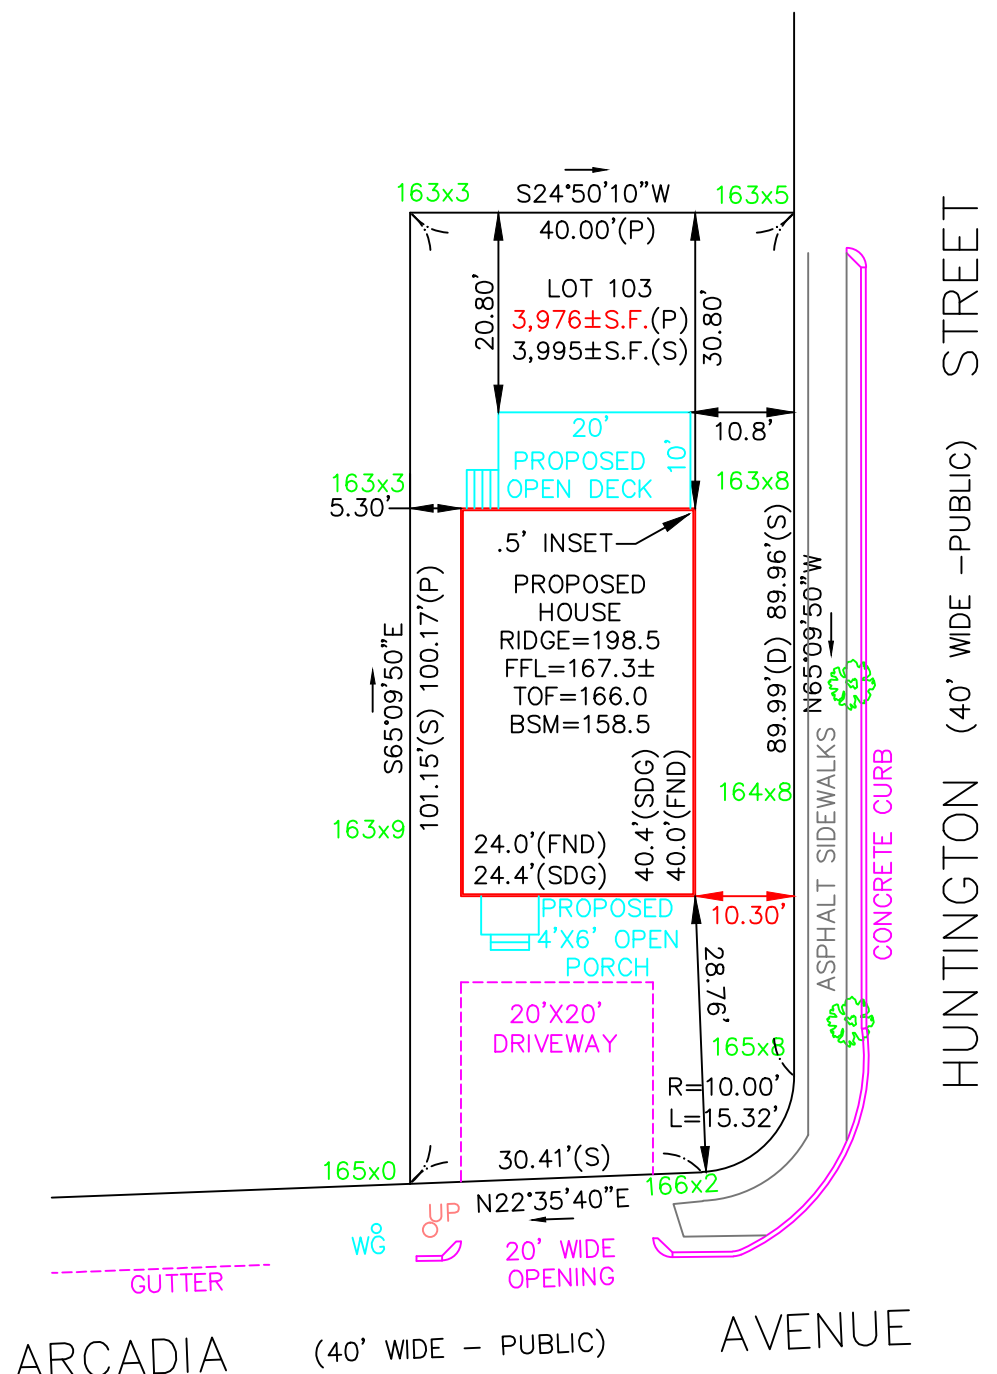 163x3
S24°50'10"W
163x5
40.00'(P)
20.80'
LOT 103
3,976±S.F.(P)
3,995±S.F.(S)
30.80'
20'
PROPOSED
OPEN DECK
10'
10.8'
163x3
163x8
5.30'
.5' INSET
PROPOSED
HOUSE
RIDGE=198.5
FFL=167.3±
TOF=166.0
BSM=158.5
S65°09'50"E
101.15'(S) 100.17'(P)
89.99'(D) 89.96'(S)
N65°09'50"W
164x8
163x9
24.0'(FND)
24.4'(SDG)
40.4'(SDG)
40.0'(FND)
10.30'
PROPOSED
4'X6' OPEN
PORCH
28.76'
20'X20'
DRIVEWAY
165x8
R=10.00'
L=15.32'
30.41'(S)
165x0
166x2
N22°35'40"E
UP
WG
20' WIDE
OPENING
GUTTER
ASPHALT SIDEWALKS
CONCRETE CURB
HUNTINGTON (40' WIDE -PUBLIC) STREET
ARCADIA (40' WIDE - PUBLIC) AVENUE